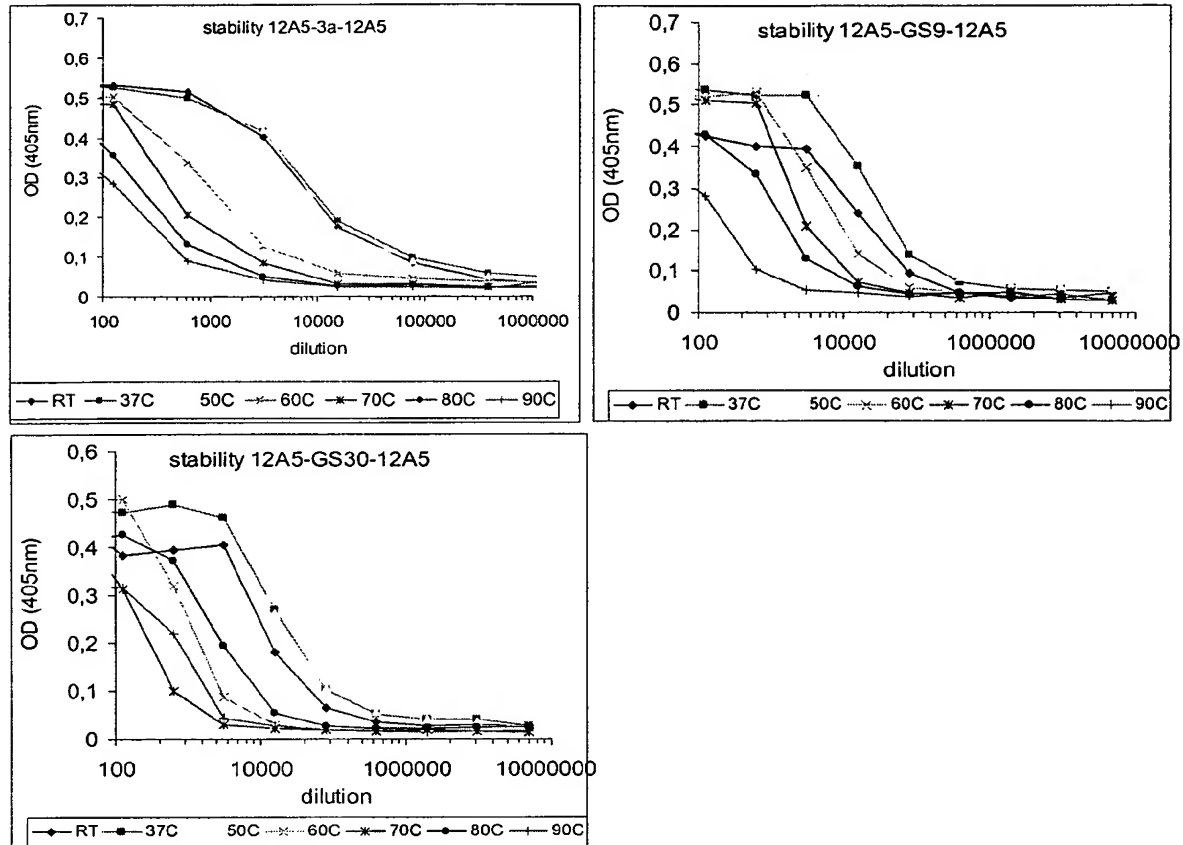 stability 12A5-3a-12A5
0,7
0,6
0,5
0,4
0,3
0,2
0,1
0
OD (405nm)
100 1000 10000 100000 1000000
dilution
RT 37C 50C 60C 70C 80C 90C
stability 12A5-GS9-12A5
0,7
0,6
0,5
0,4
0,3
0,2
0,1
0
OD (405nm)
100 10000 1000000 10000000
dilution
RT 37C 50C 60C 70C 80C 90C
stability 12A5-GS30-12A5
0,6
0,5
0,4
0,3
0,2
0,1
0
OD (405nm)
100 10000 1000000 10000000
dilution
RT 37C 50C 60C 70C 80C 90C